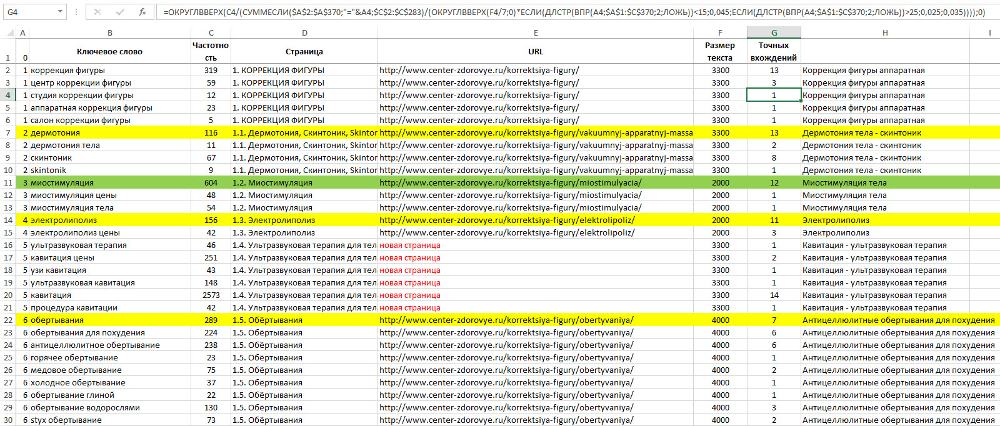 G4 =ОКРУГЛВВЕРХ(C4/(СУММЕСЛИ($A$2:$A$370;"="&A4;$C$2:$C$283)/(ОКРУГЛВВЕРХ(F4/7;0)*ЕСЛИ(ДЛСТР(ВПР(A4;$A$1:$C$370;2;ЛОЖЬ))<15;0,045;ЕСЛИ(ДЛСТР(ВПР(A4;$A$1:$C$370;2;ЛОЖЬ))>25;0,025;0,035))));0)
A B C D E F G H I
1 0 Ключевое слово Частотность Страница URL Размер текста Точных вхождений
2 1 коррекция фигуры 319 1. КОРРЕКЦИЯ ФИГУРЫ http://www.center-zdorovye.ru/korrektsiya-figury/ 3300 13 Коррекция фигуры аппаратная
3 1 центр коррекции фигуры 59 1. КОРРЕКЦИЯ ФИГУРЫ http://www.center-zdorovye.ru/korrektsiya-figury/ 3300 3 Коррекция фигуры аппаратная
4 1 студия коррекции фигуры 12 1. КОРРЕКЦИЯ ФИГУРЫ http://www.center-zdorovye.ru/korrektsiya-figury/ 3300 1 Коррекция фигуры аппаратная
5 1 аппаратная коррекция фигуры 23 1. КОРРЕКЦИЯ ФИГУРЫ http://www.center-zdorovye.ru/korrektsiya-figury/ 3300 1 Коррекция фигуры аппаратная
6 1 салон коррекции фигуры 5 1. КОРРЕКЦИЯ ФИГУРЫ http://www.center-zdorovye.ru/korrektsiya-figury/ 3300 1 Коррекция фигуры аппаратная
7 2 дермотония 116 1.1. Дермотония, Скинтоник, Skintor http://www.center-zdorovye.ru/korrektsiya-figury/vakuumnyj-apparatnyj-massa 3300 13 Дермотония тела - скинтоник
8 2 дермотония тела 11 1.1. Дермотония, Скинтоник, Skintor http://www.center-zdorovye.ru/korrektsiya-figury/vakuumnyj-apparatnyj-massa 3300 2 Дермотония тела - скинтоник
9 2 скинтоник 67 1.1. Дермотония, Скинтоник, Skintor http://www.center-zdorovye.ru/korrektsiya-figury/vakuumnyj-apparatnyj-massa 3300 8 Дермотония тела - скинтоник
10 2 skintonik 9 1.1. Дермотония, Скинтоник, Skintor http://www.center-zdorovye.ru/korrektsiya-figury/vakuumnyj-apparatnyj-massa 3300 1 Дермотония тела - скинтоник
11 3 миостимуляция 604 1.2. Миостимуляция http://www.center-zdorovye.ru/korrektsiya-figury/miostimulyacia/ 2000 12 Миостимуляция тела
12 3 миостимуляция цены 48 1.2. Миостимуляция http://www.center-zdorovye.ru/korrektsiya-figury/miostimulyacia/ 2000 1 Миостимуляция тела
13 3 миостимуляция тела 54 1.2. Миостимуляция http://www.center-zdorovye.ru/korrektsiya-figury/miostimulyacia/ 2000 1 Миостимуляция тела
14 4 электролиполиз 156 1.3. Электролиполиз http://www.center-zdorovye.ru/korrektsiya-figury/elektrolipoliz/ 2000 11 Электролиполиз
15 4 электролиполиз цены 42 1.3. Электролиполиз http://www.center-zdorovye.ru/korrektsiya-figury/elektrolipoliz/ 2000 3 Электролиполиз
16 5 ультразвуковая терапия 46 1.4. Ультразвуковая терапия для тел новая страница 3300 1 Кавитация - ультразвуковая терапия
17 5 кавитация цены 251 1.4. Ультразвуковая терапия для тел новая страница 3300 2 Кавитация - ультразвуковая терапия
18 5 узи кавитация 43 1.4. Ультразвуковая терапия для тел новая страница 3300 1 Кавитация - ультразвуковая терапия
19 5 ультразвуковая кавитация 148 1.4. Ультразвуковая терапия для тел новая страница 3300 1 Кавитация - ультразвуковая терапия
20 5 кавитация 2573 1.4. Ультразвуковая терапия для тел новая страница 3300 14 Кавитация - ультразвуковая терапия
21 5 процедура кавитации 42 1.4. Ультразвуковая терапия для тел новая страница 3300 1 Кавитация - ультразвуковая терапия
22 6 обертывания 289 1.5. Обёртывания http://www.center-zdorovye.ru/korrektsiya-figury/obertyvaniya/ 4000 7 Антицеллюлитные обертывания для похудения
23 6 обертывания для похудения 224 1.5. Обёртывания http://www.center-zdorovye.ru/korrektsiya-figury/obertyvaniya/ 4000 6 Антицеллюлитные обертывания для похудения
24 6 антицеллюлитное обертывание 238 1.5. Обёртывания http://www.center-zdorovye.ru/korrektsiya-figury/obertyvaniya/ 4000 6 Антицеллюлитные обертывания для похудения
25 6 горячее обертывание 23 1.5. Обёртывания http://www.center-zdorovye.ru/korrektsiya-figury/obertyvaniya/ 4000 1 Антицеллюлитные обертывания для похудения
26 6 медовое обертывание 75 1.5. Обёртывания http://www.center-zdorovye.ru/korrektsiya-figury/obertyvaniya/ 4000 2 Антицеллюлитные обертывания для похудения
27 6 холодное обертывание 37 1.5. Обёртывания http://www.center-zdorovye.ru/korrektsiya-figury/obertyvaniya/ 4000 1 Антицеллюлитные обертывания для похудения
28 6 обертывание глиной 22 1.5. Обёртывания http://www.center-zdorovye.ru/korrektsiya-figury/obertyvaniya/ 4000 1 Антицеллюлитные обертывания для похудения
29 6 обертывание водорослями 130 1.5. Обёртывания http://www.center-zdorovye.ru/korrektsiya-figury/obertyvaniya/ 4000 3 Антицеллюлитные обертывания для похудения
30 6 styx обертывание 73 1.5. Обёртывания http://www.center-zdorovye.ru/korrektsiya-figury/obertyvaniya/ 4000 2 Антицеллюлитные обертывания для похудения